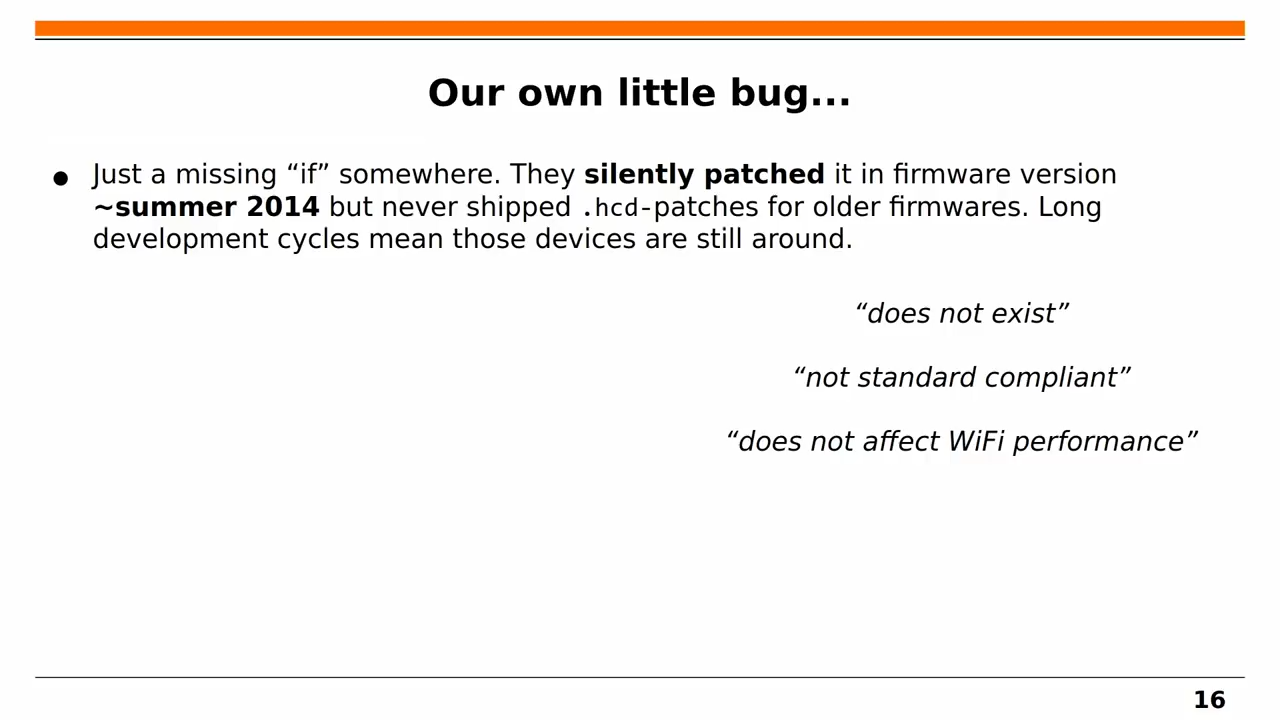 Our own little bug...
● Just a missing “if” somewhere. They silently patched it in firmware version
~summer 2014 but never shipped .hcd-patches for older firmwares. Long
development cycles mean those devices are still around.
“does not exist”
“not standard compliant”
“does not affect WiFi performance”
16